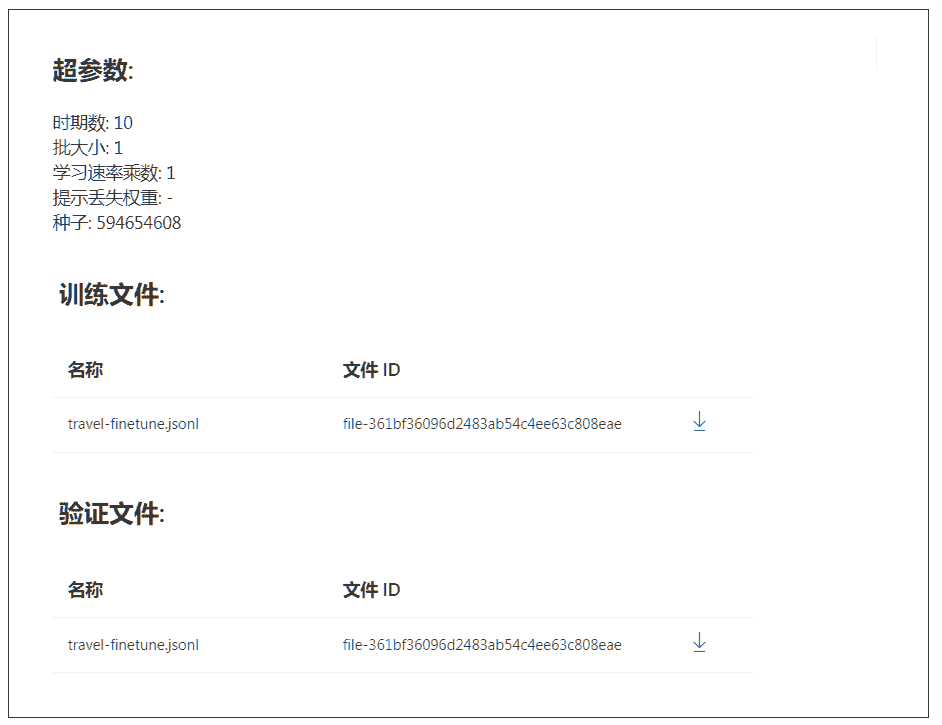 超参数:
时期数: 10
批大小: 1
学习速率乘数: 1
提示丢失权重: -
种子: 594654608
训练文件:
名称 文件 ID
travel-finetune.jsonl file-361bf36096d2483ab54c4ee63c808eae
验证文件:
名称 文件 ID
travel-finetune.jsonl file-361bf36096d2483ab54c4ee63c808eae